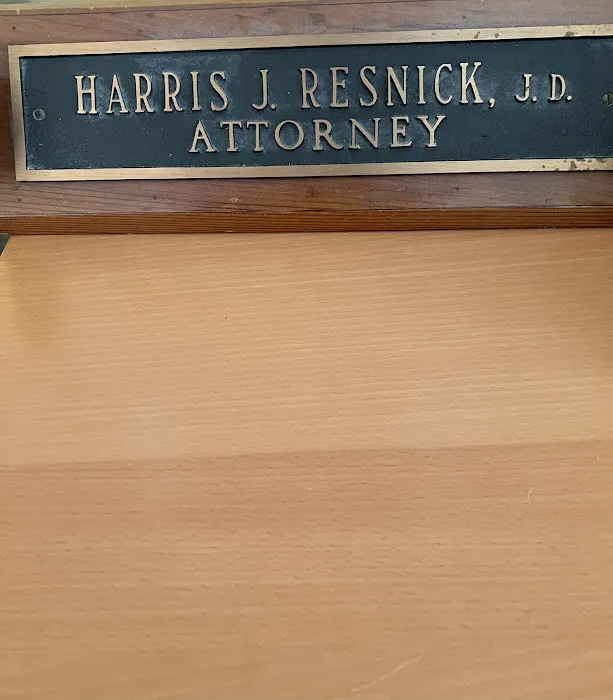 HARRIS J. RESNICK, J.D.
ATTORNEY